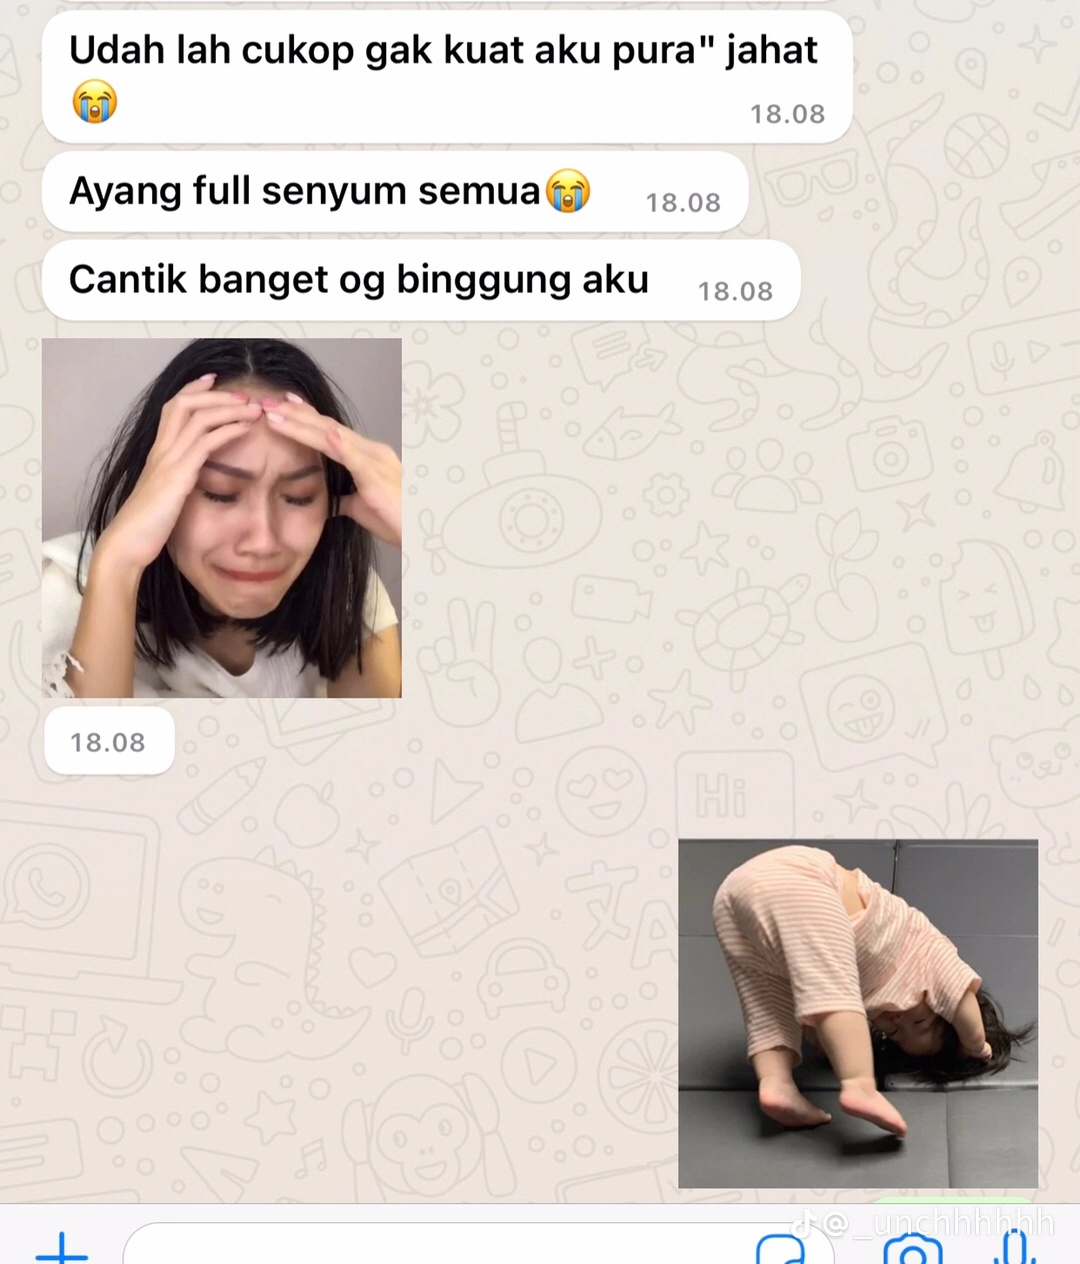 Udah lah cukop gak kuat aku pura" jahat
😭
18.08
Ayang full senyum semua😭
18.08
Cantik banget og binggung aku
18.08
18.08
Hi
@_unchhhhhh